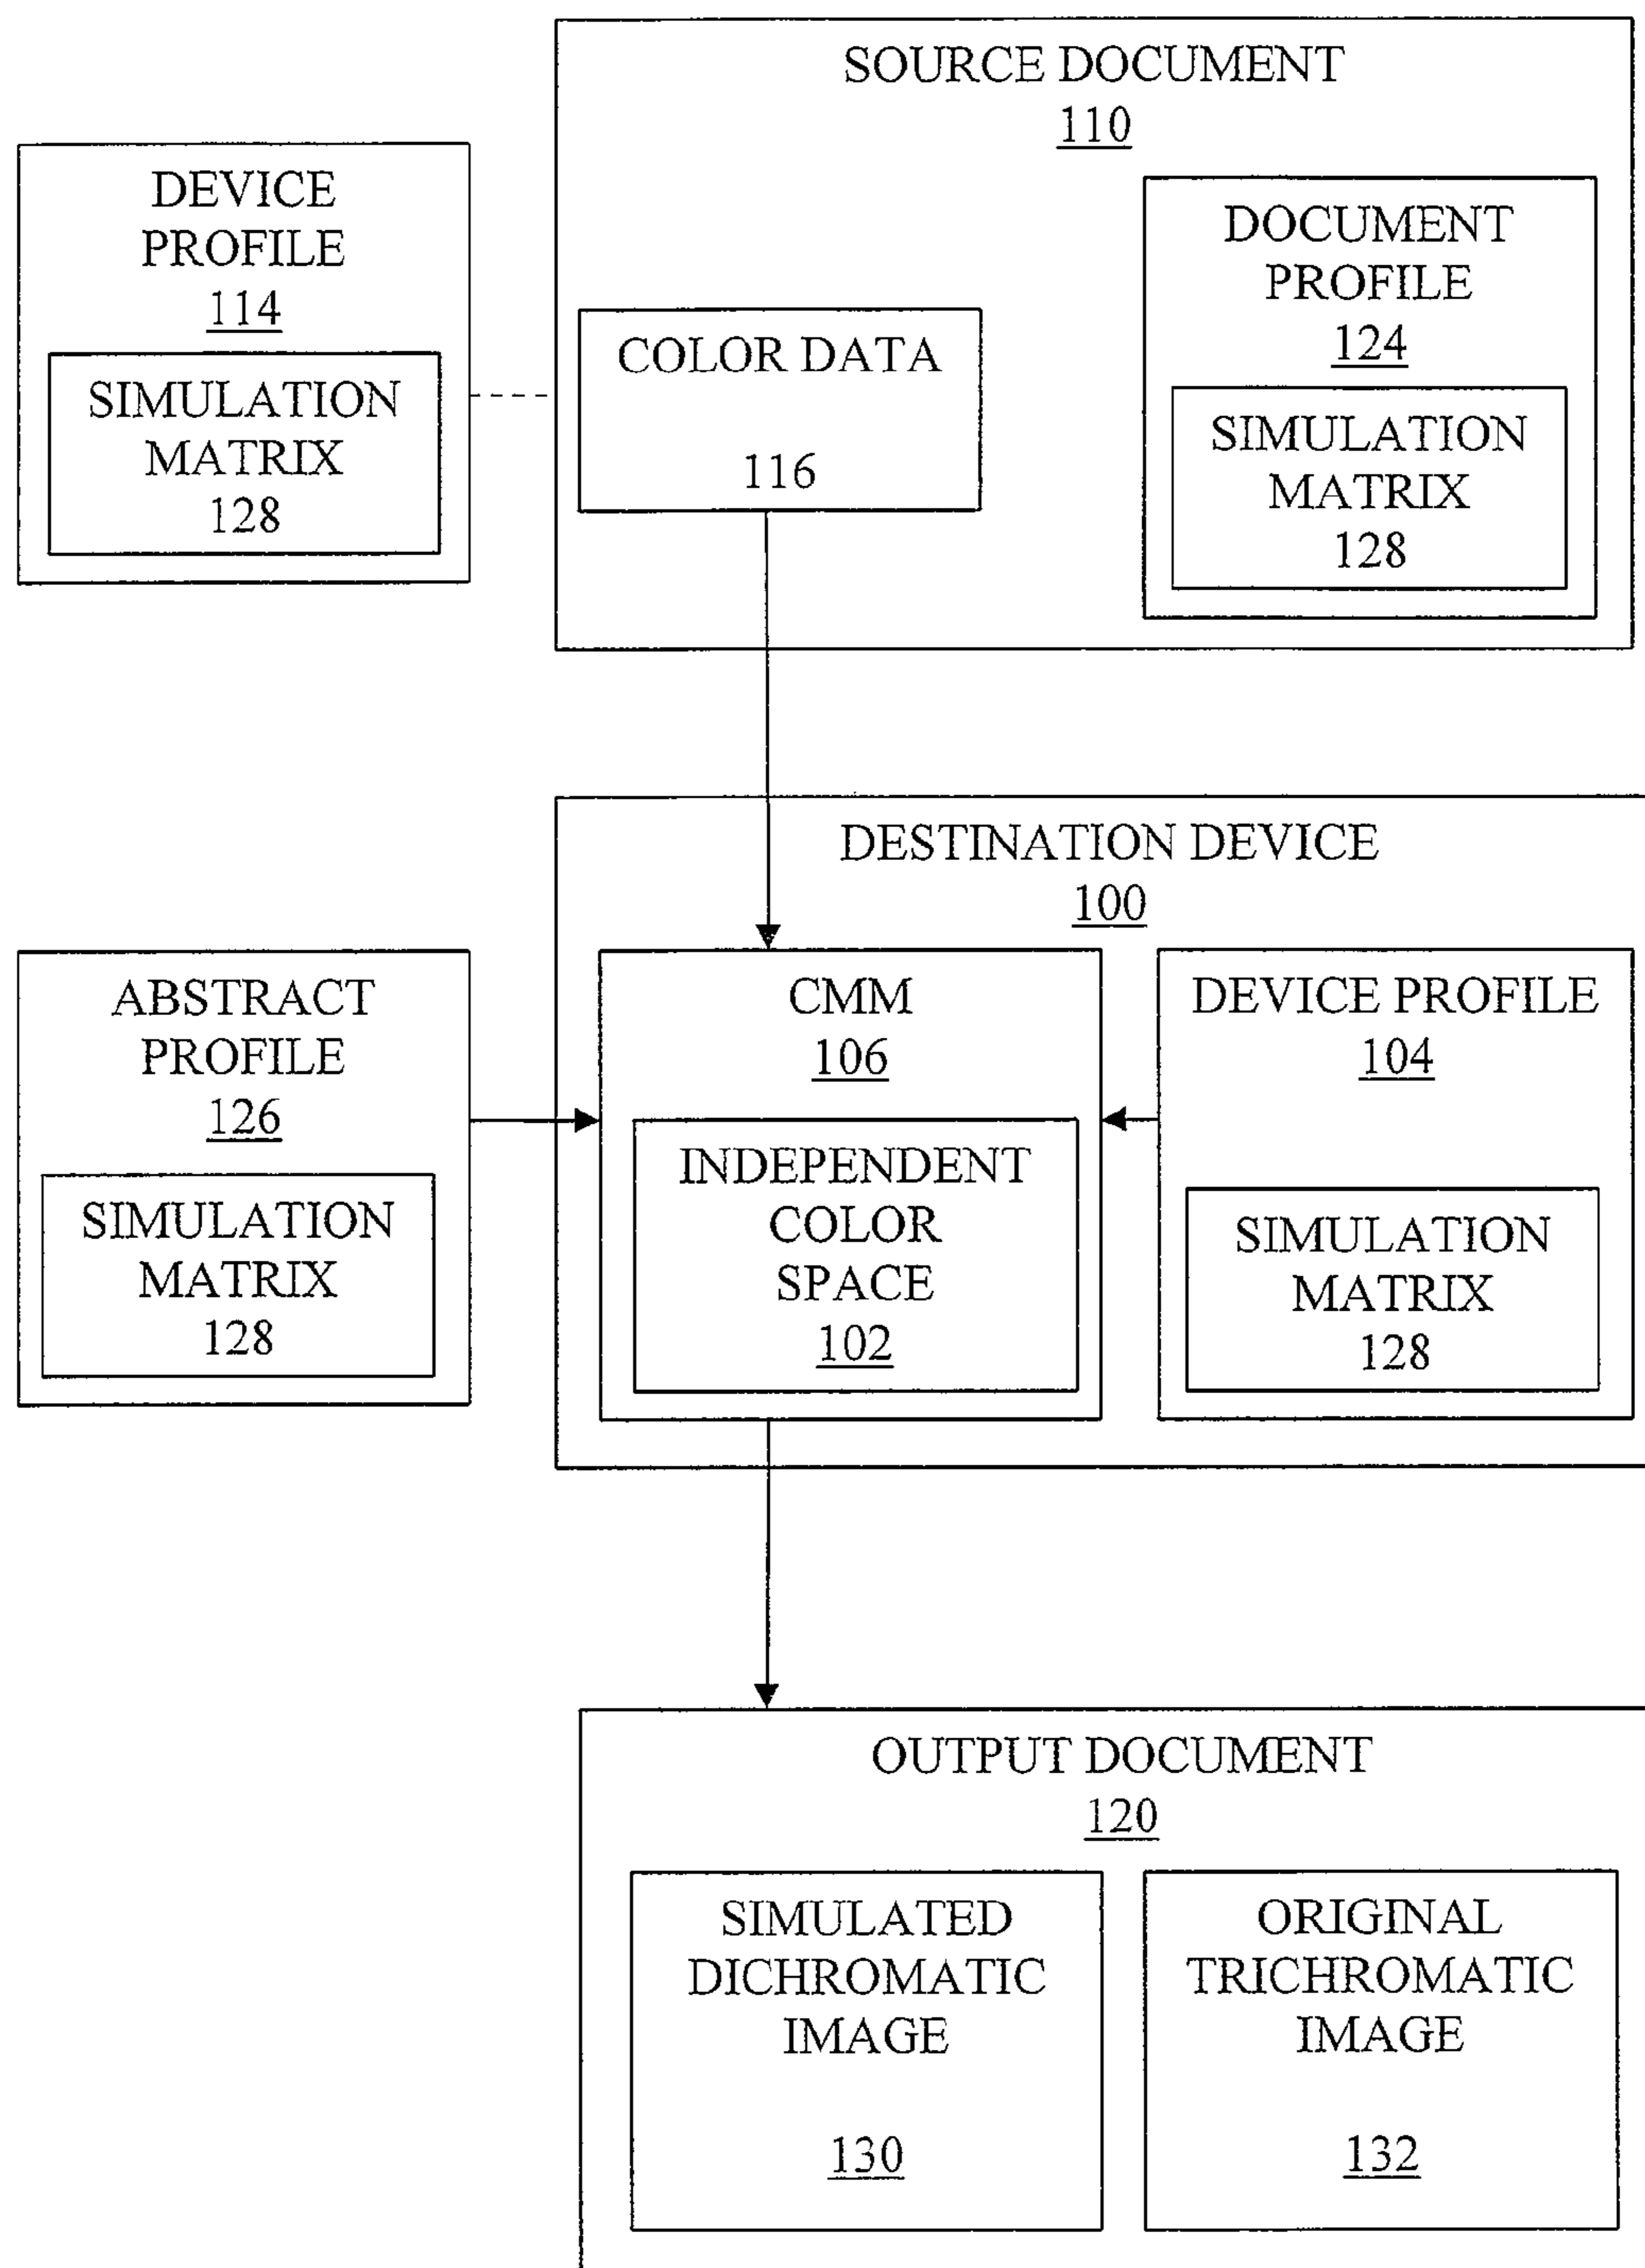 SOURCE DOCUMENT
110
DEVICE
PROFILE
114
SIMULATION
MATRIX
128
COLOR DATA
116
DOCUMENT
PROFILE
124
SIMULATION
MATRIX
128
DESTINATION DEVICE
100
ABSTRACT
PROFILE
126
SIMULATION
MATRIX
128
CMM
106
INDEPENDENT
COLOR
SPACE
102
DEVICE PROFILE
104
SIMULATION
MATRIX
128
OUTPUT DOCUMENT
120
SIMULATED
DICHROMATIC
IMAGE
130
ORIGINAL
TRICHROMATIC
IMAGE
132